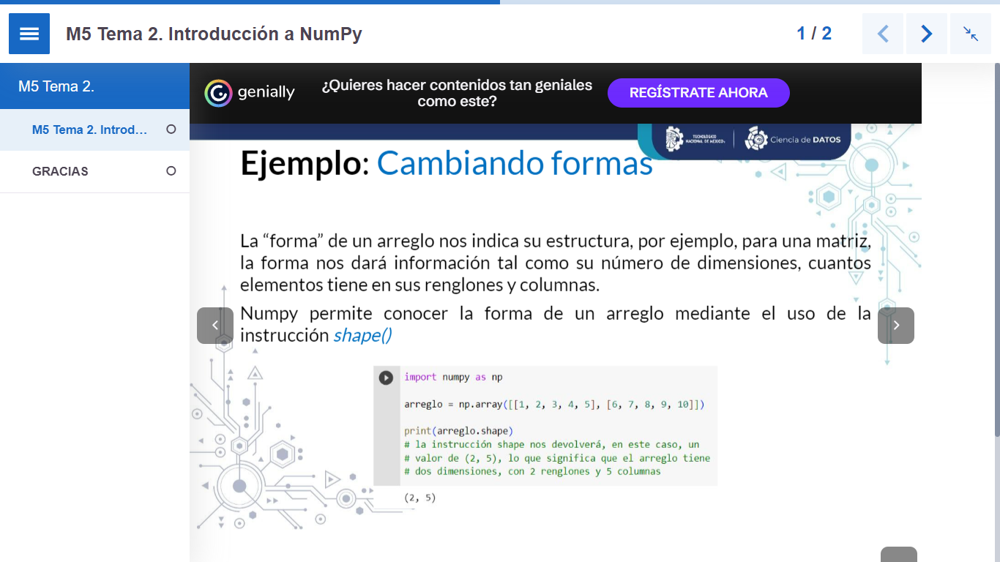 M5 Tema 2. Introducción a NumPy
1 / 2
M5 Tema 2.
M5 Tema 2. Introd...
GRACIAS
genially
¿Quieres hacer contenidos tan geniales
como este?
REGÍSTRATE AHORA
TECNOLÓGICO
NACIONAL DE MÉXICO®
Ciencia de DATOS
Ejemplo: Cambiando formas
La “forma” de un arreglo nos indica su estructura, por ejemplo, para una matriz,
la forma nos dará información tal como su número de dimensiones, cuantos
elementos tiene en sus renglones y columnas.
Numpy permite conocer la forma de un arreglo mediante el uso de la
instrucción shape()
import numpy as np
arreglo = np.array([[1, 2, 3, 4, 5], [6, 7, 8, 9, 10]])
print(arreglo.shape)
# la instrucción shape nos devolverá, en este caso, un
# valor de (2, 5), lo que significa que el arreglo tiene
# dos dimensiones, con 2 renglones y 5 columnas
(2, 5)